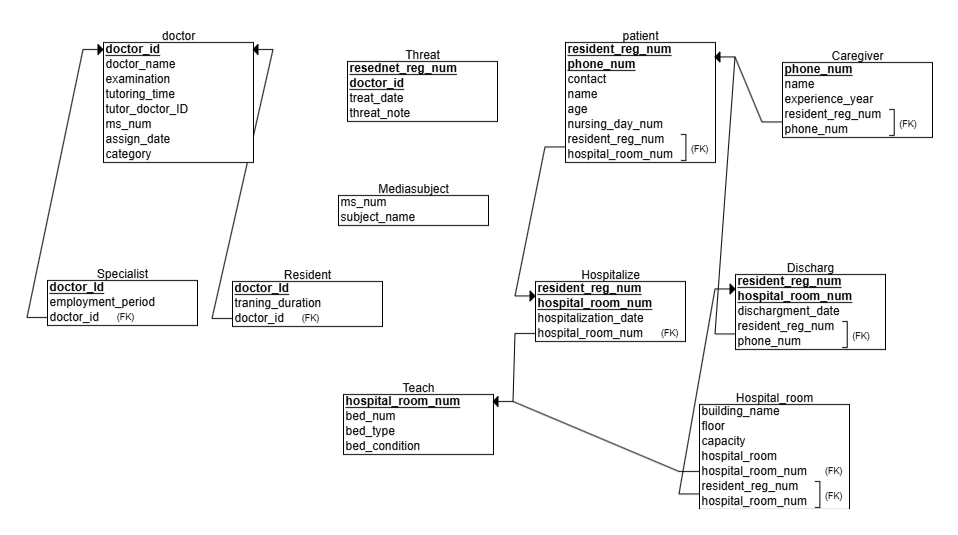 doctor
doctor_id
doctor_name
examination
tutoring_time
tutor_doctor_ID
ms_num
assign_date
category
Threat
resednet_reg_num
doctor_id
treat_date
threat_note
patient
resident_reg_num
phone_num
contact
name
age
nursing_day_num
resident_reg_num
hospital_room_num
(FK)
Caregiver
phone_num
name
experience_year
resident_reg_num
phone_num
(FK)
Mediasubject
ms_num
subject_name
Specialist
doctor_Id
employment_period
doctor_id (FK)
Resident
doctor_Id
traning_duration
doctor_id (FK)
Hospitalize
resident_reg_num
hospital_room_num
hospitalization_date
hospital_room_num (FK)
Discharg
resident_reg_num
hospital_room_num
dischargment_date
resident_reg_num
phone_num
(FK)
Teach
hospital_room_num
bed_num
bed_type
bed_condition
Hospital_room
building_name
floor
capacity
hospital_room
hospital_room_num (FK)
resident_reg_num
hospital_room_num
(FK)